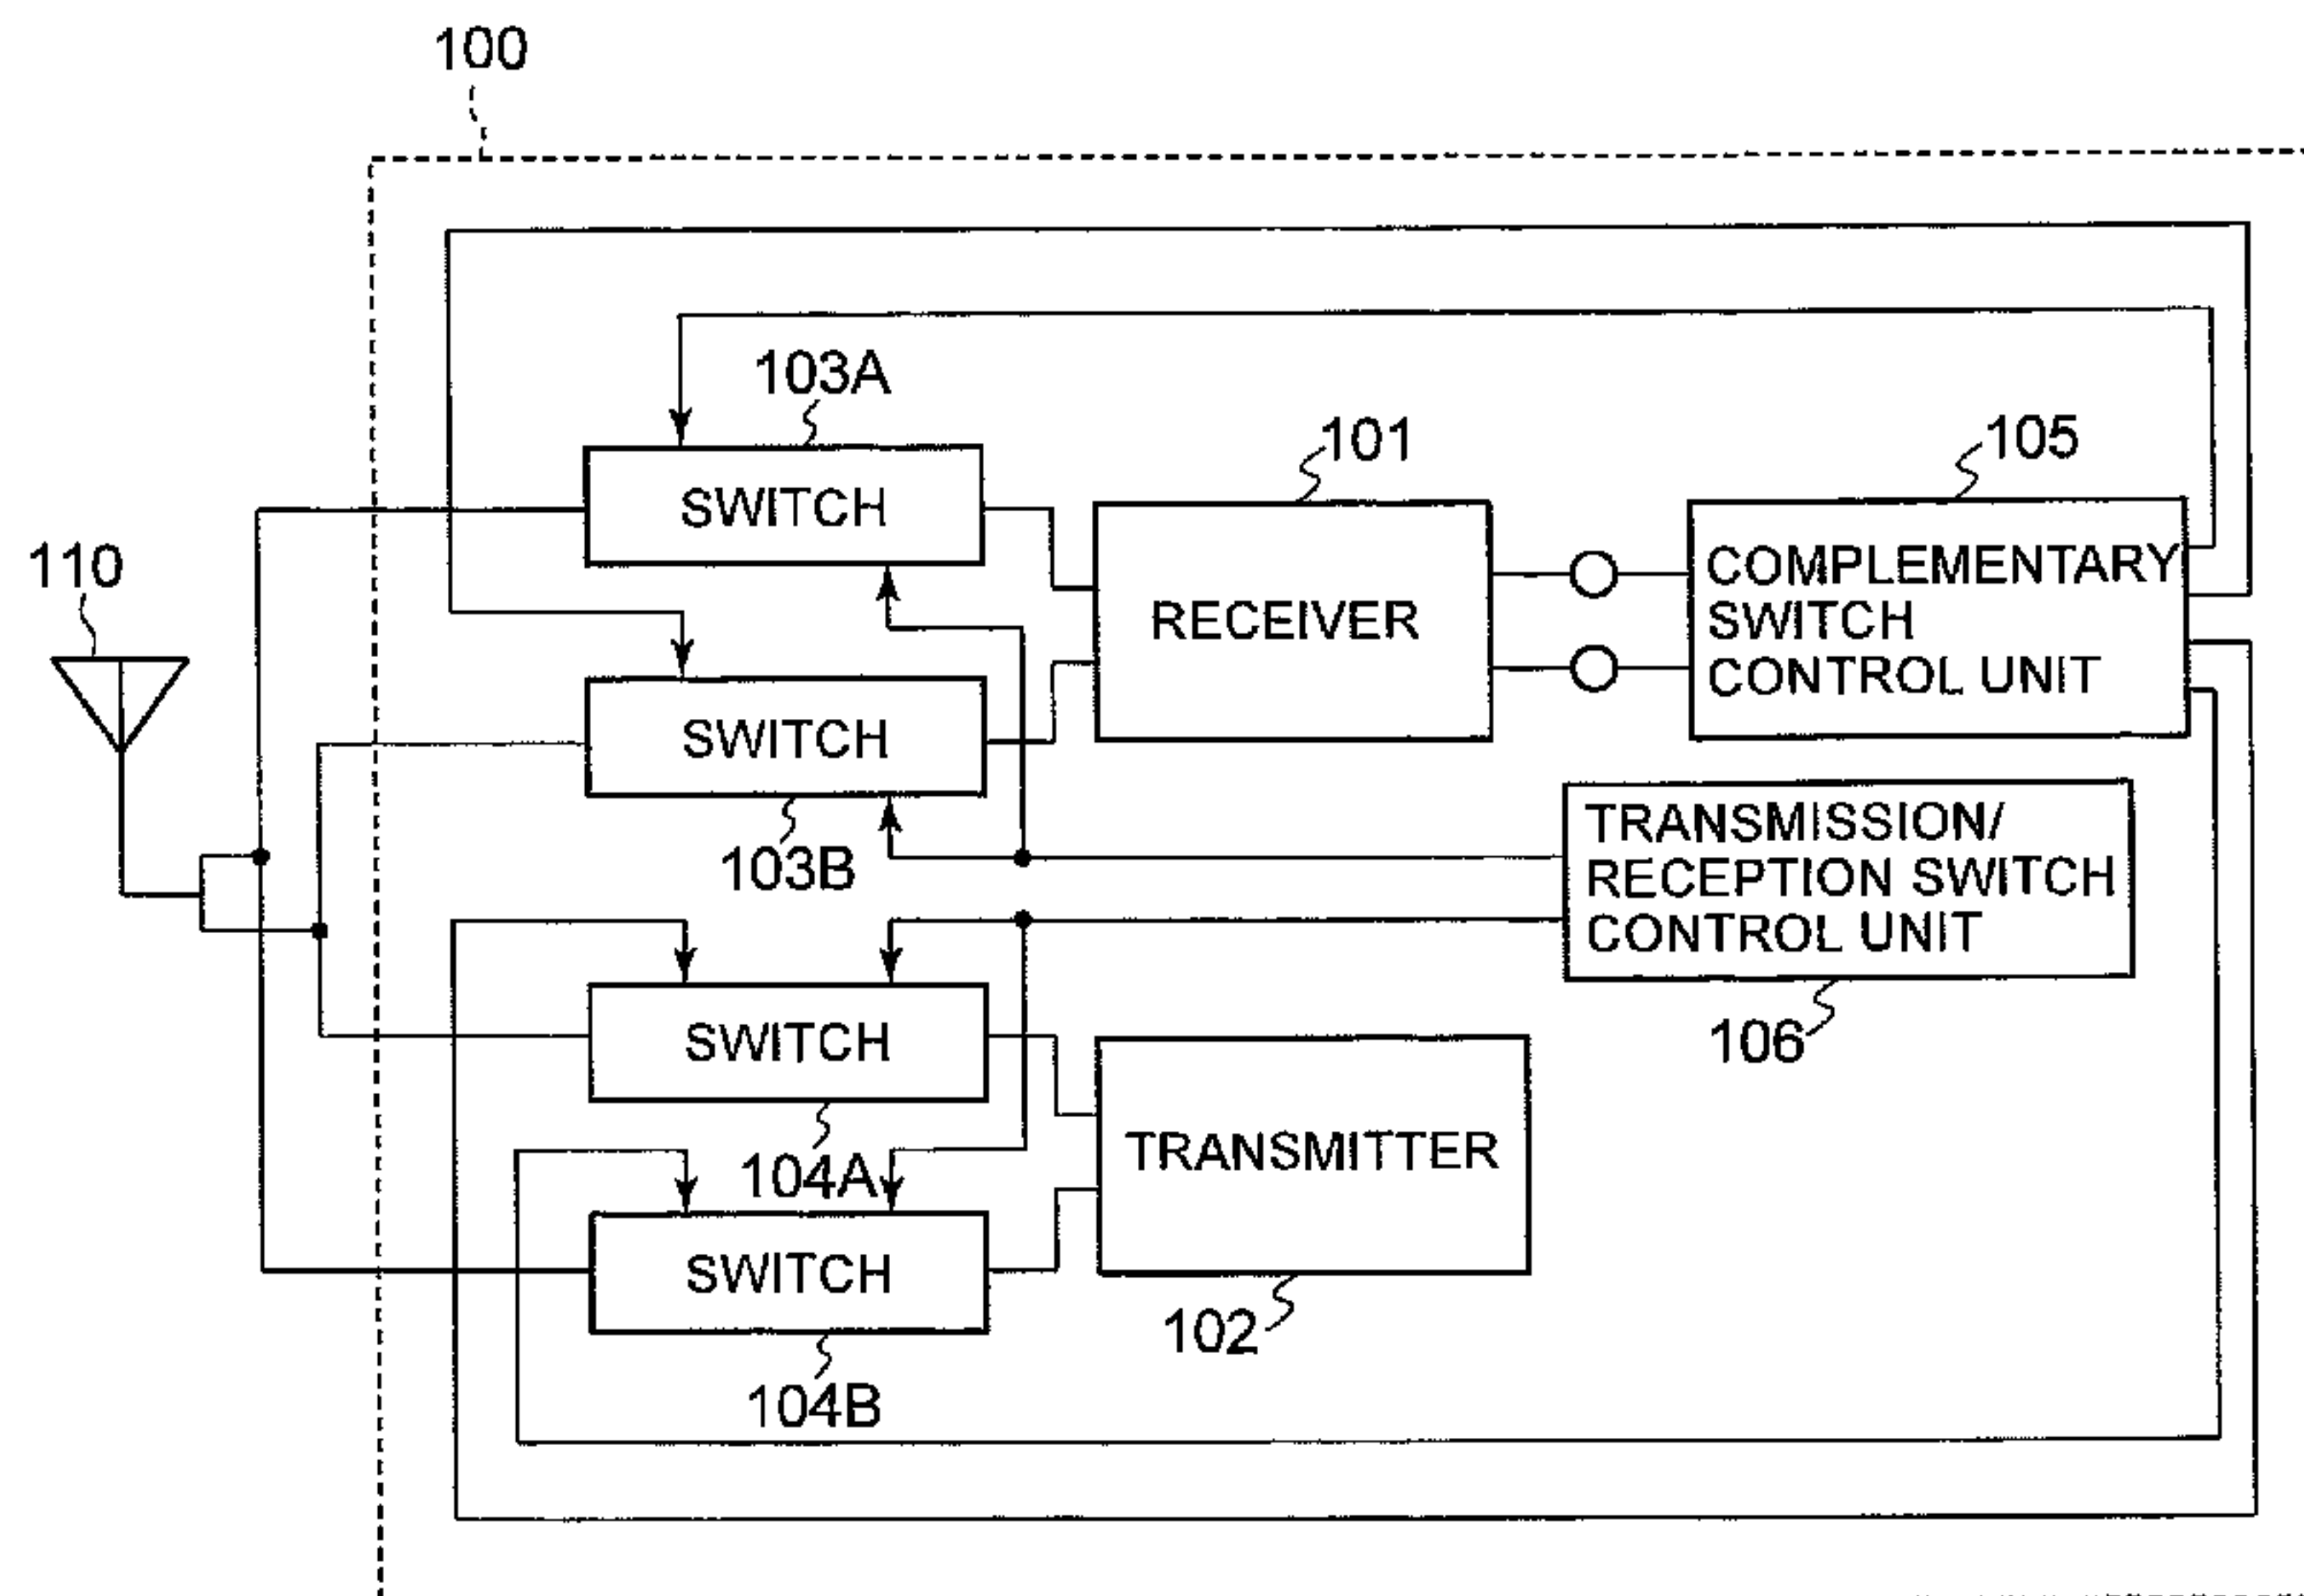 100
103A
SWITCH
101
105
110
RECEIVER
COMPLEMENTARY
SWITCH
CONTROL UNIT
SWITCH
103B
TRANSMISSION/
RECEPTION SWITCH
CONTROL UNIT
106
SWITCH
104A
TRANSMITTER
SWITCH
102
104B